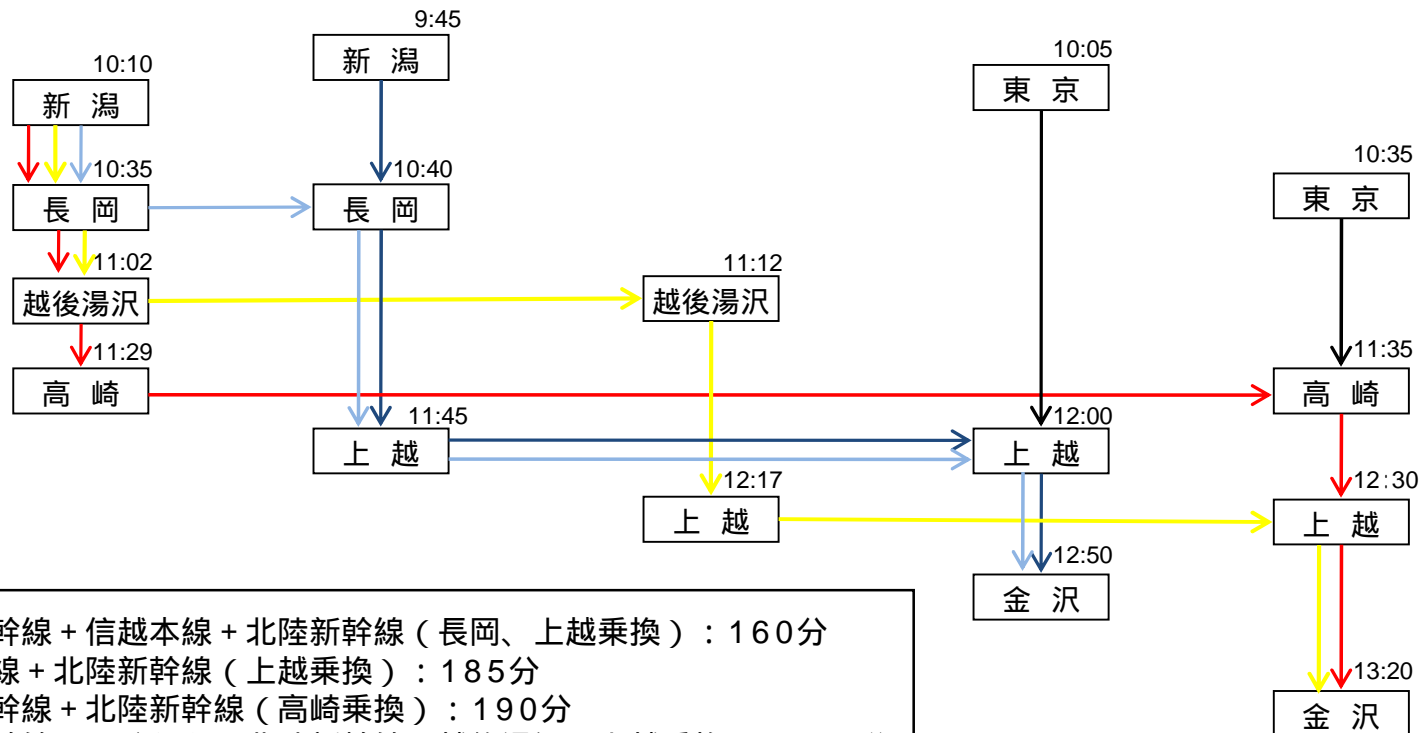 9:45
新 潟
10:05
東 京
10:10
新 潟
10:35
東 京
10:35
長 岡
10:40
長 岡
11:02
越後湯沢
11:12
越後湯沢
11:29
高 崎
11:35
高 崎
11:45
上 越
12:00
上 越
12:17
上 越
12:30
上 越
12:50
金 沢
13:20
金 沢
幹線+信越本線+北陸新幹線(長岡、上越乗換):160分
線+北陸新幹線(上越乗換):185分
幹線+北陸新幹線(高崎乗換):190分